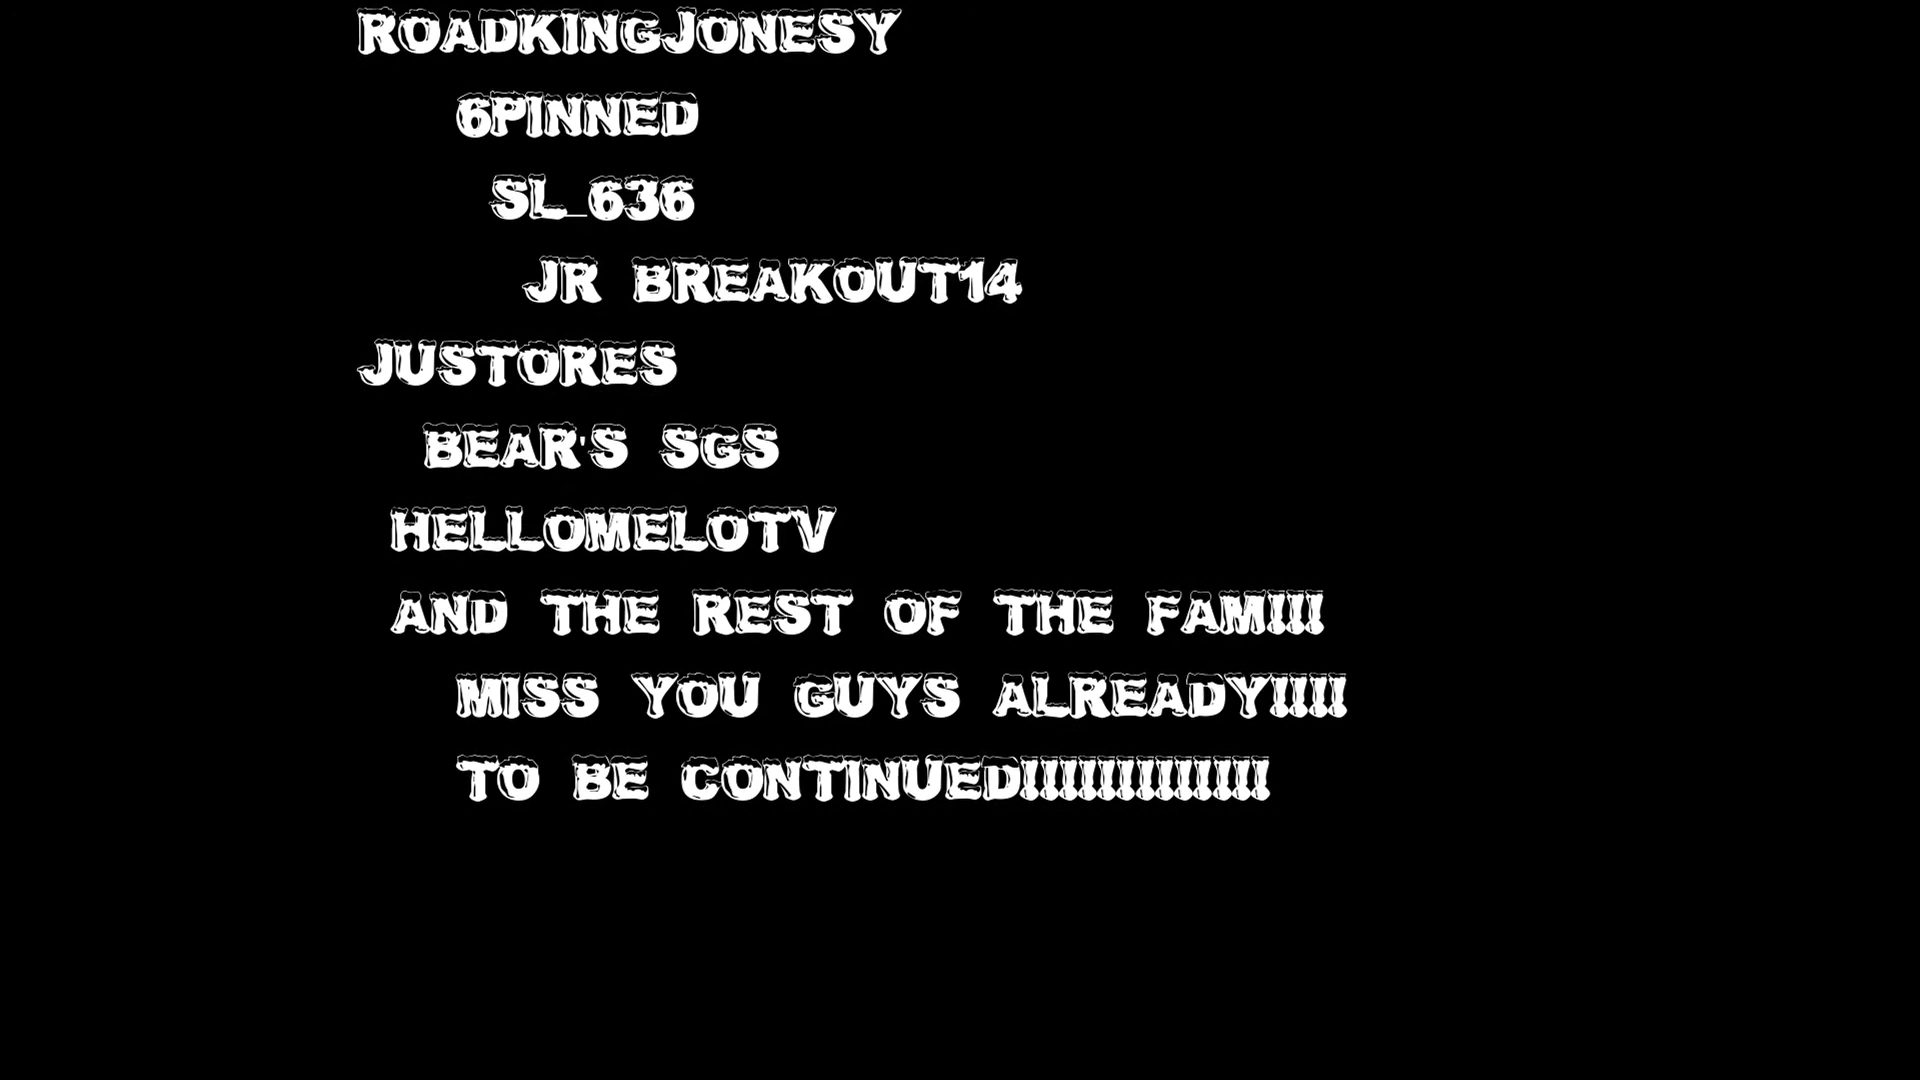 ROADKINGJONESY
6PINNED
SL_636
JR BREAKOUT14
JUSTORES
BEAR'S SGS
HELLOMELOTV
AND THE REST OF THE FAM!!!
MISS YOU GUYS ALREADY!!!!
TO BE CONTINUED!!!!!!!!!!!!!